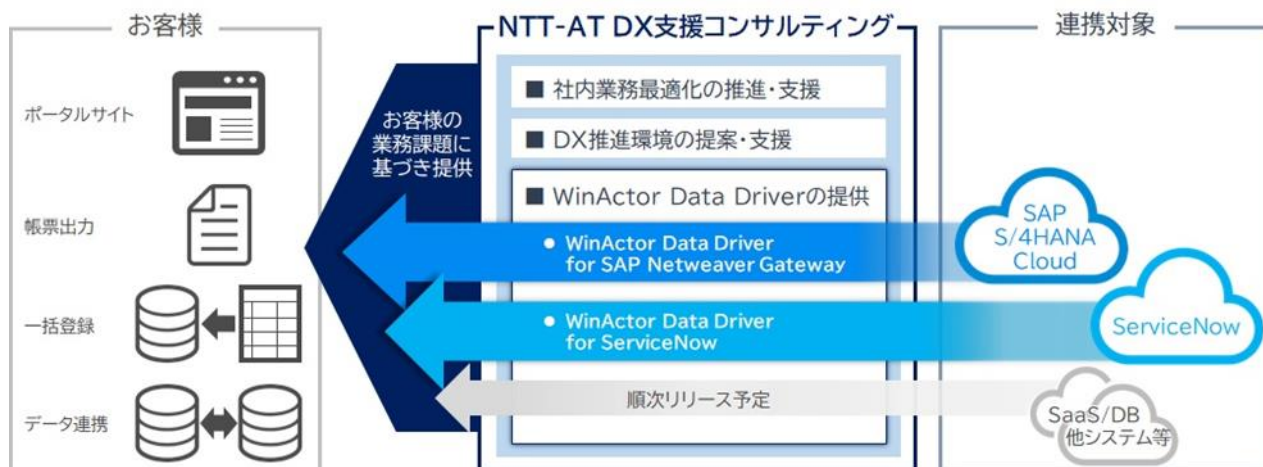 お客様
ポータルサイト
帳票出力
一括登録
データ連携
お客様の
業務課題に
基づき提供
NTT-AT DX支援コンサルティング
■ 社内業務最適化の推進・支援
■ DX推進環境の提案・支援
■ WinActor Data Driverの提供
● WinActor Data Driver
for SAP Netweaver Gateway
● WinActor Data Driver
for ServiceNow
順次リリース予定
連携対象
SAP
S/4HANA
Cloud
ServiceNow
SaaS/DB
他システム等